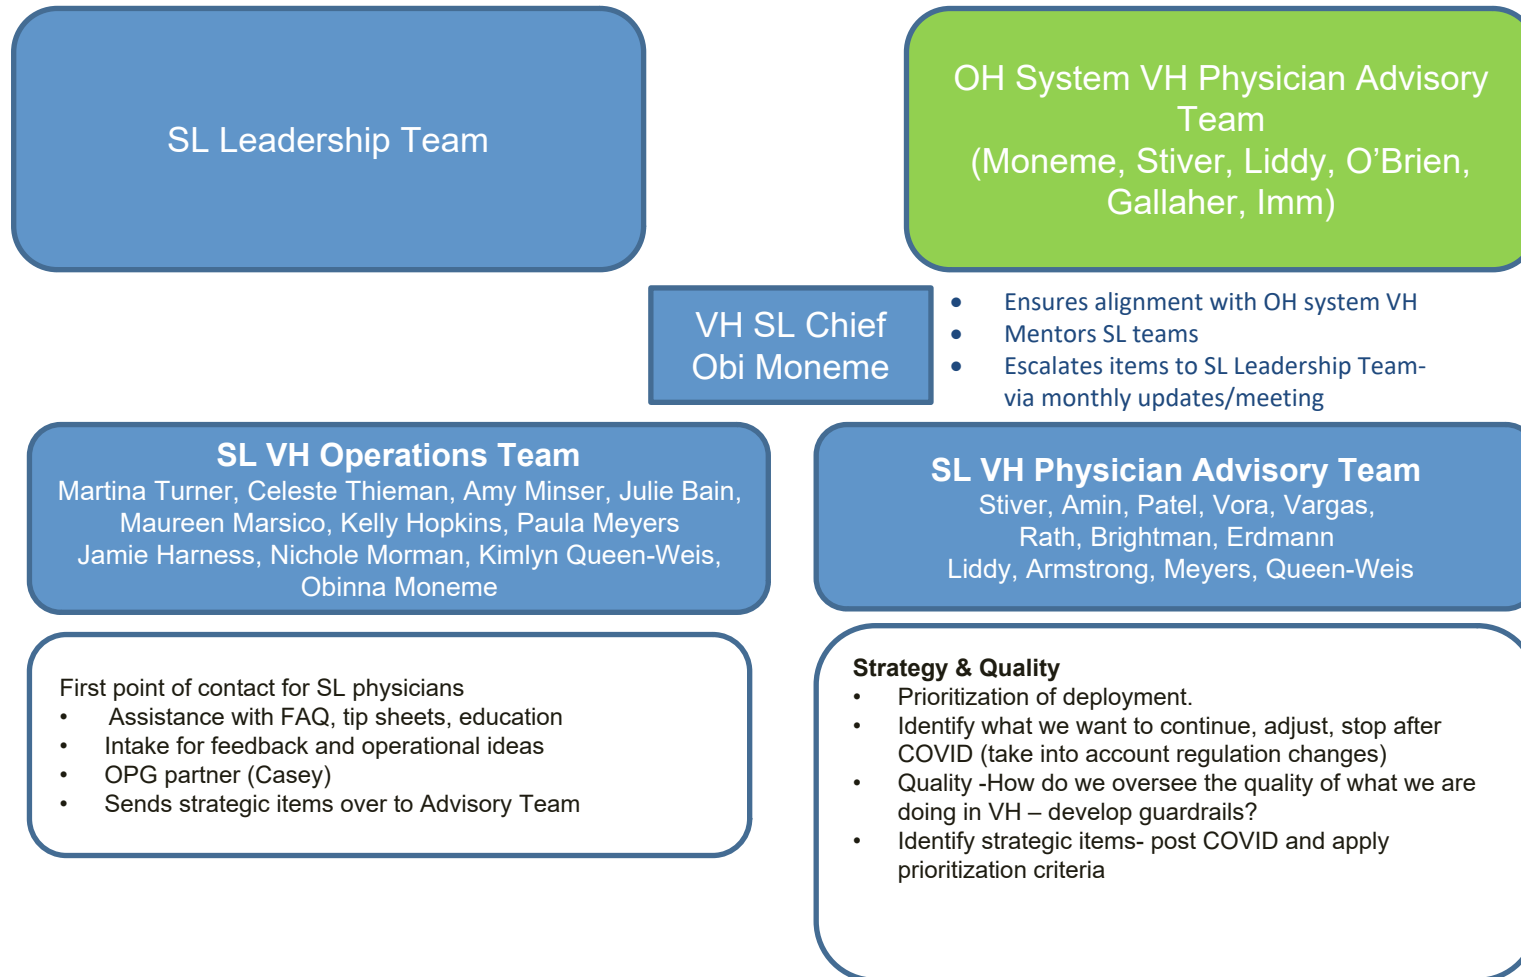 SL Leadership Team
OH System VH Physician Advisory
Team
(Moneme, Stiver, Liddy, O’Brien,
Gallaher, Imm)
VH SL Chief
Obi Moneme
• Ensures alignment with OH system VH
• Mentors SL teams
• Escalates items to SL Leadership Team-
via monthly updates/meeting
SL VH Operations Team
Martina Turner, Celeste Thieman, Amy Minser, Julie Bain,
Maureen Marsico, Kelly Hopkins, Paula Meyers
Jamie Harness, Nichole Morman, Kimlyn Queen-Weis,
Obinna Moneme
SL VH Physician Advisory Team
Stiver, Amin, Patel, Vora, Vargas,
Rath, Brightman, Erdmann
Liddy, Armstrong, Meyers, Queen-Weis
First point of contact for SL physicians
• Assistance with FAQ, tip sheets, education
• Intake for feedback and operational ideas
• OPG partner (Casey)
• Sends strategic items over to Advisory Team
Strategy & Quality
• Prioritization of deployment.
• Identify what we want to continue, adjust, stop after
COVID (take into account regulation changes)
• Quality -How do we oversee the quality of what we are
doing in VH – develop guardrails?
• Identify strategic items- post COVID and apply
prioritization criteria